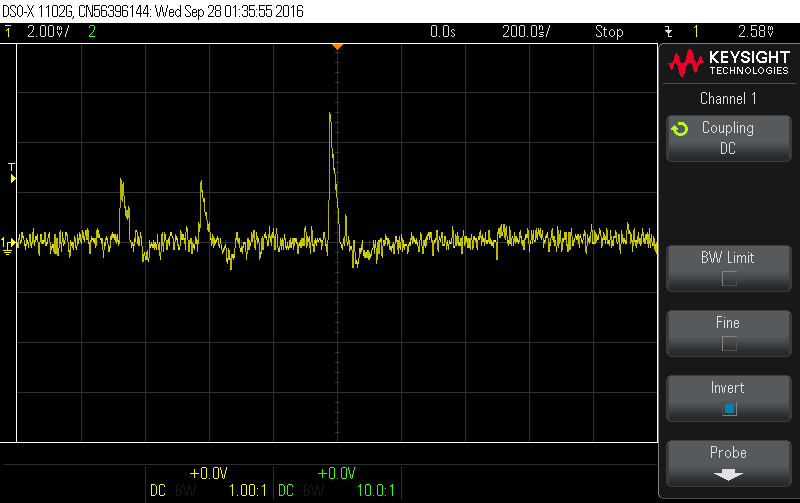 DSO-X 1102G, CN56396144: Wed Sep 28 01:35:55 2016
1 2.00V/ 2 0.0s 200.0ns/ Stop 1 2.58V
KEYSIGHT
TECHNOLOGIES
Channel 1
Coupling
DC
T
1
BW Limit
Fine
Invert
Probe
+0.0V +0.0V
DC BW 1.00:1 DC BW 10.0:1